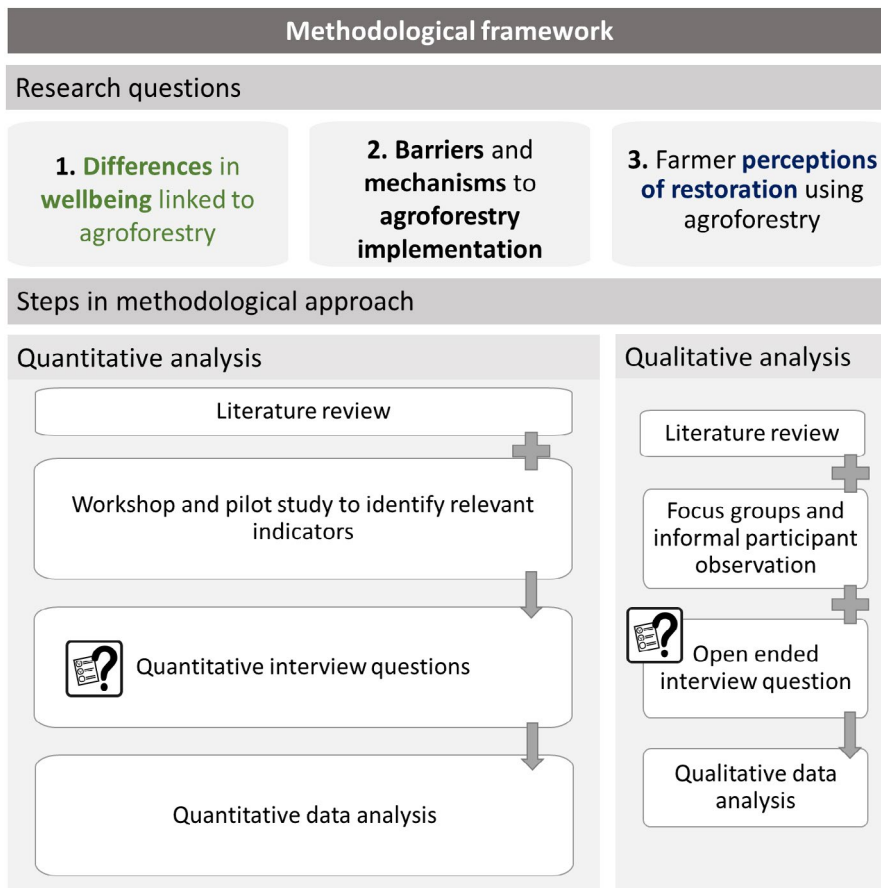 Methodological framework
Research questions
1. Differences in
wellbeing linked to
agroforestry
2. Barriers and
mechanisms to
agroforestry
implementation
3. Farmer perceptions
of restoration using
agroforestry
Steps in methodological approach
Quantitative analysis
Literature review
Workshop and pilot study to identify relevant
indicators
?
Quantitative interview questions
Quantitative data analysis
Qualitative analysis
Literature review
Focus groups and
informal participant
observation
?
Open ended
interview question
Qualitative data
analysis